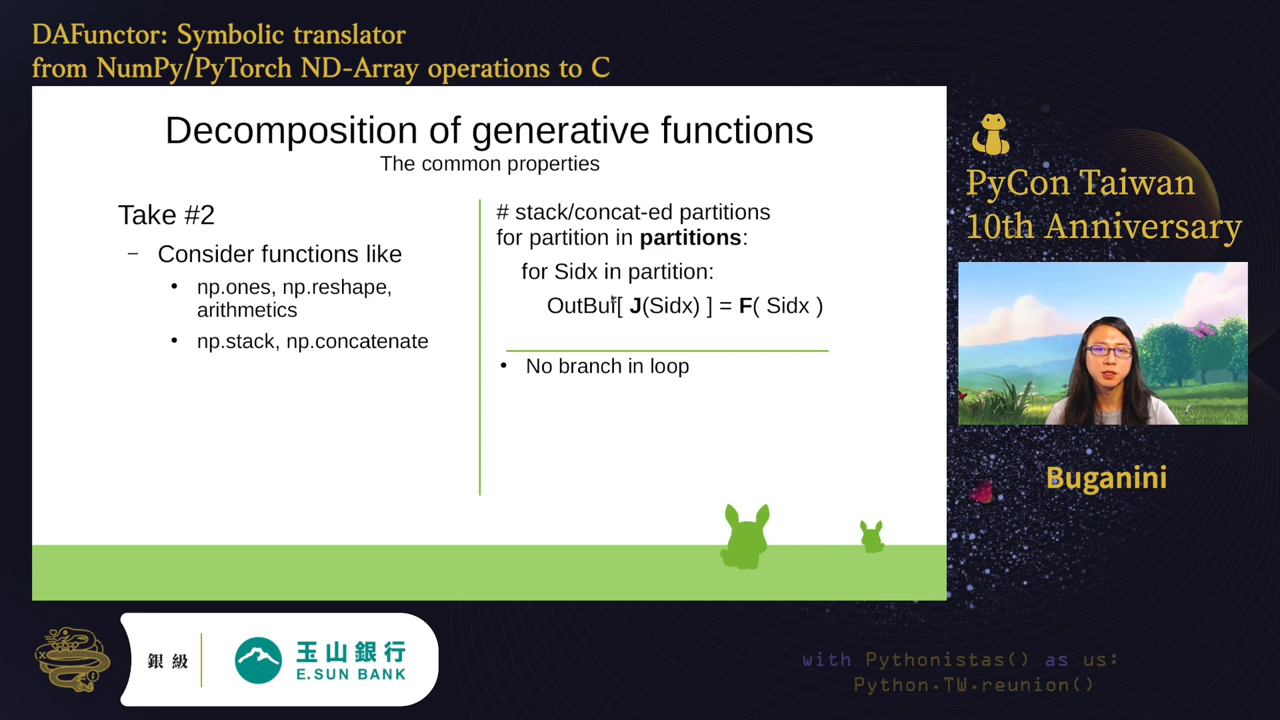 DAFunctor: Symbolic translator
from NumPy/PyTorch ND-Array operations to C
Decomposition of generative functions
The common properties
Take #2
– Consider functions like
• np.ones, np.reshape,
arithmetics
• np.stack, np.concatenate
# stack/concat-ed partitions
for partition in partitions:
for Sidx in partition:
OutBuf[ J(Sidx) ] = F( Sidx )
• No branch in loop
PyCon Taiwan
10th Anniversary
Buganini
銀級
玉山銀行
E.SUN BANK
with Pythonistas() as us:
Python.TW.reunion()